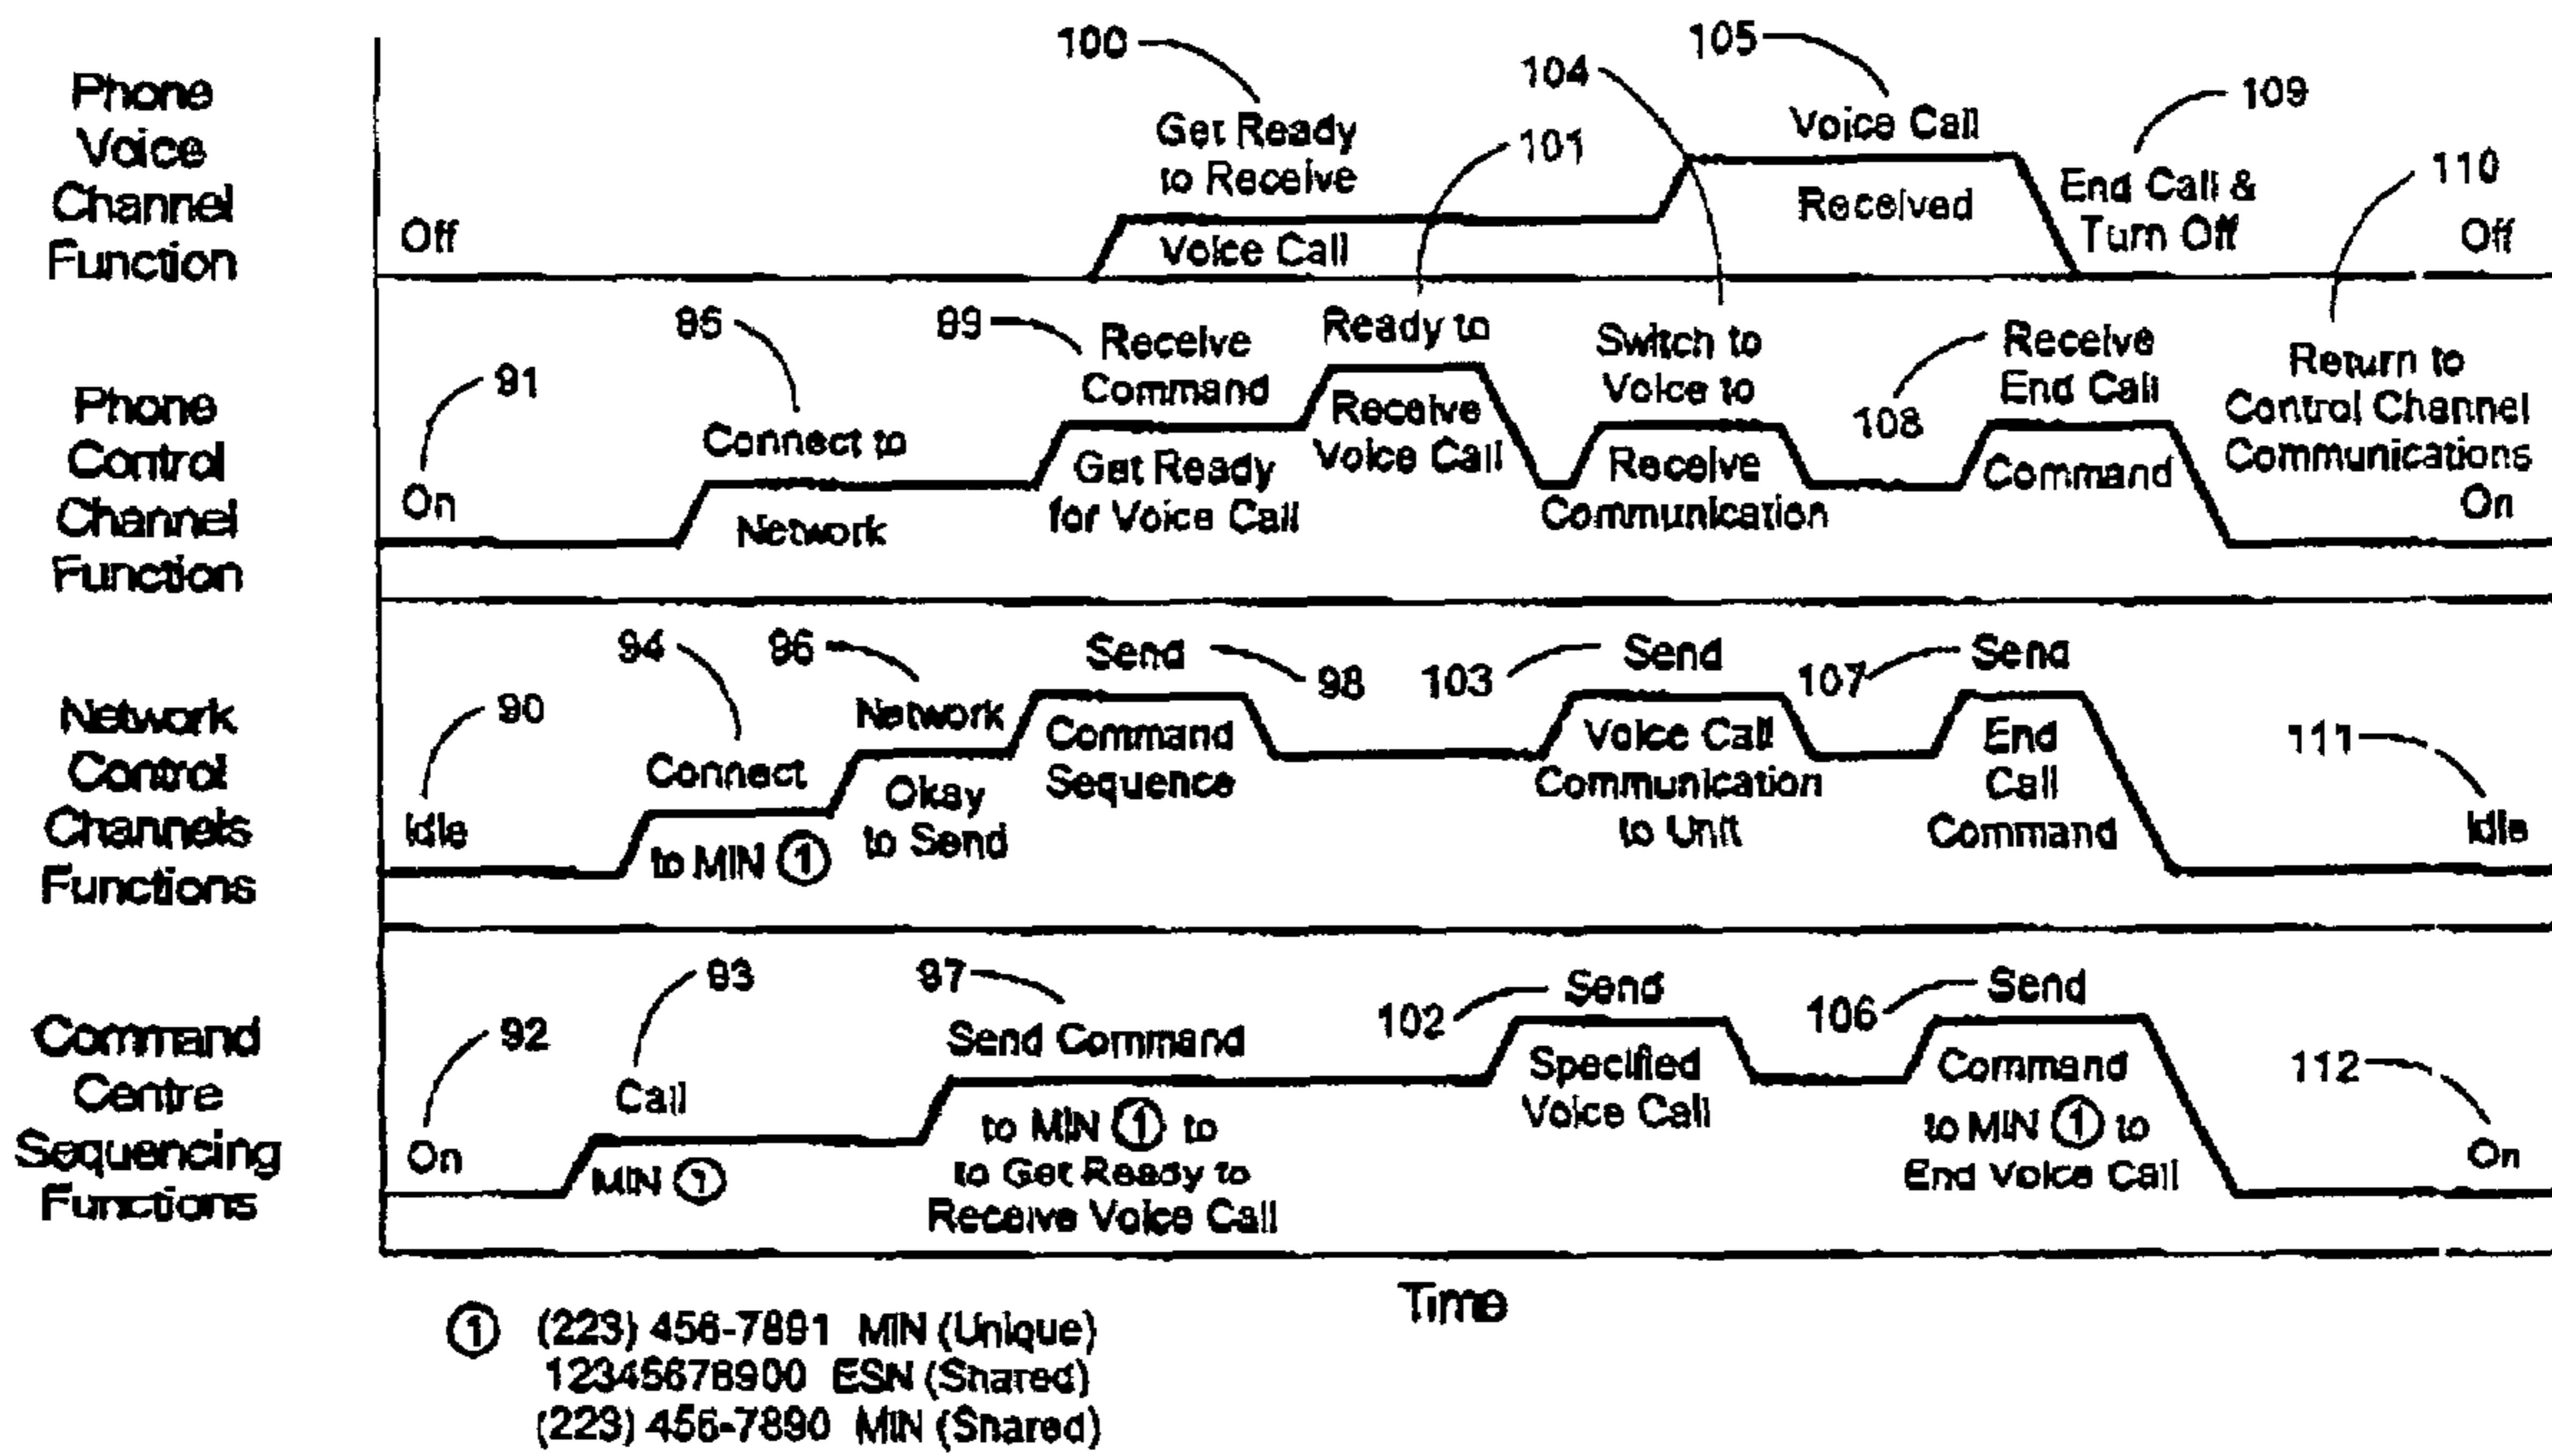 Phone
Voice
Channel
Function
Off
100
Get Ready
to Receive
Voice Call
101
104
105
Voice Call
Received
109
End Call &
Turn Off
110
Off
Phone
Control
Channel
Function
91
On
95
Connect to
Network
99
Receive
Command
Get Ready
for Voice Call
Ready to
Receive
Voice Call
Switch to
Voice to
Receive
Communication
108
Receive
End Call
Command
Return to
Control Channel
Communications
On
Network
Control
Channels
Functions
90
Idle
94
Connect
to MIN ①
96
Network
Okay
to Send
Send
98
Command
Sequence
103
Send
Voice Call
Communication
to Unit
107
Send
End
Call
Command
111
Idle
Command
Centre
Sequencing
Functions
92
On
93
Call
MIN ①
97
Send Command
to MIN ① to
to Get Ready to
Receive Voice Call
102
Send
Specified
Voice Call
106
Send
Command
to MIN ① to
End Voice Call
112
On
Time
① (223) 456-7891 MIN (Unique)
12345678900 ESN (Shared)
(223) 456-7890 MIN (Shared)